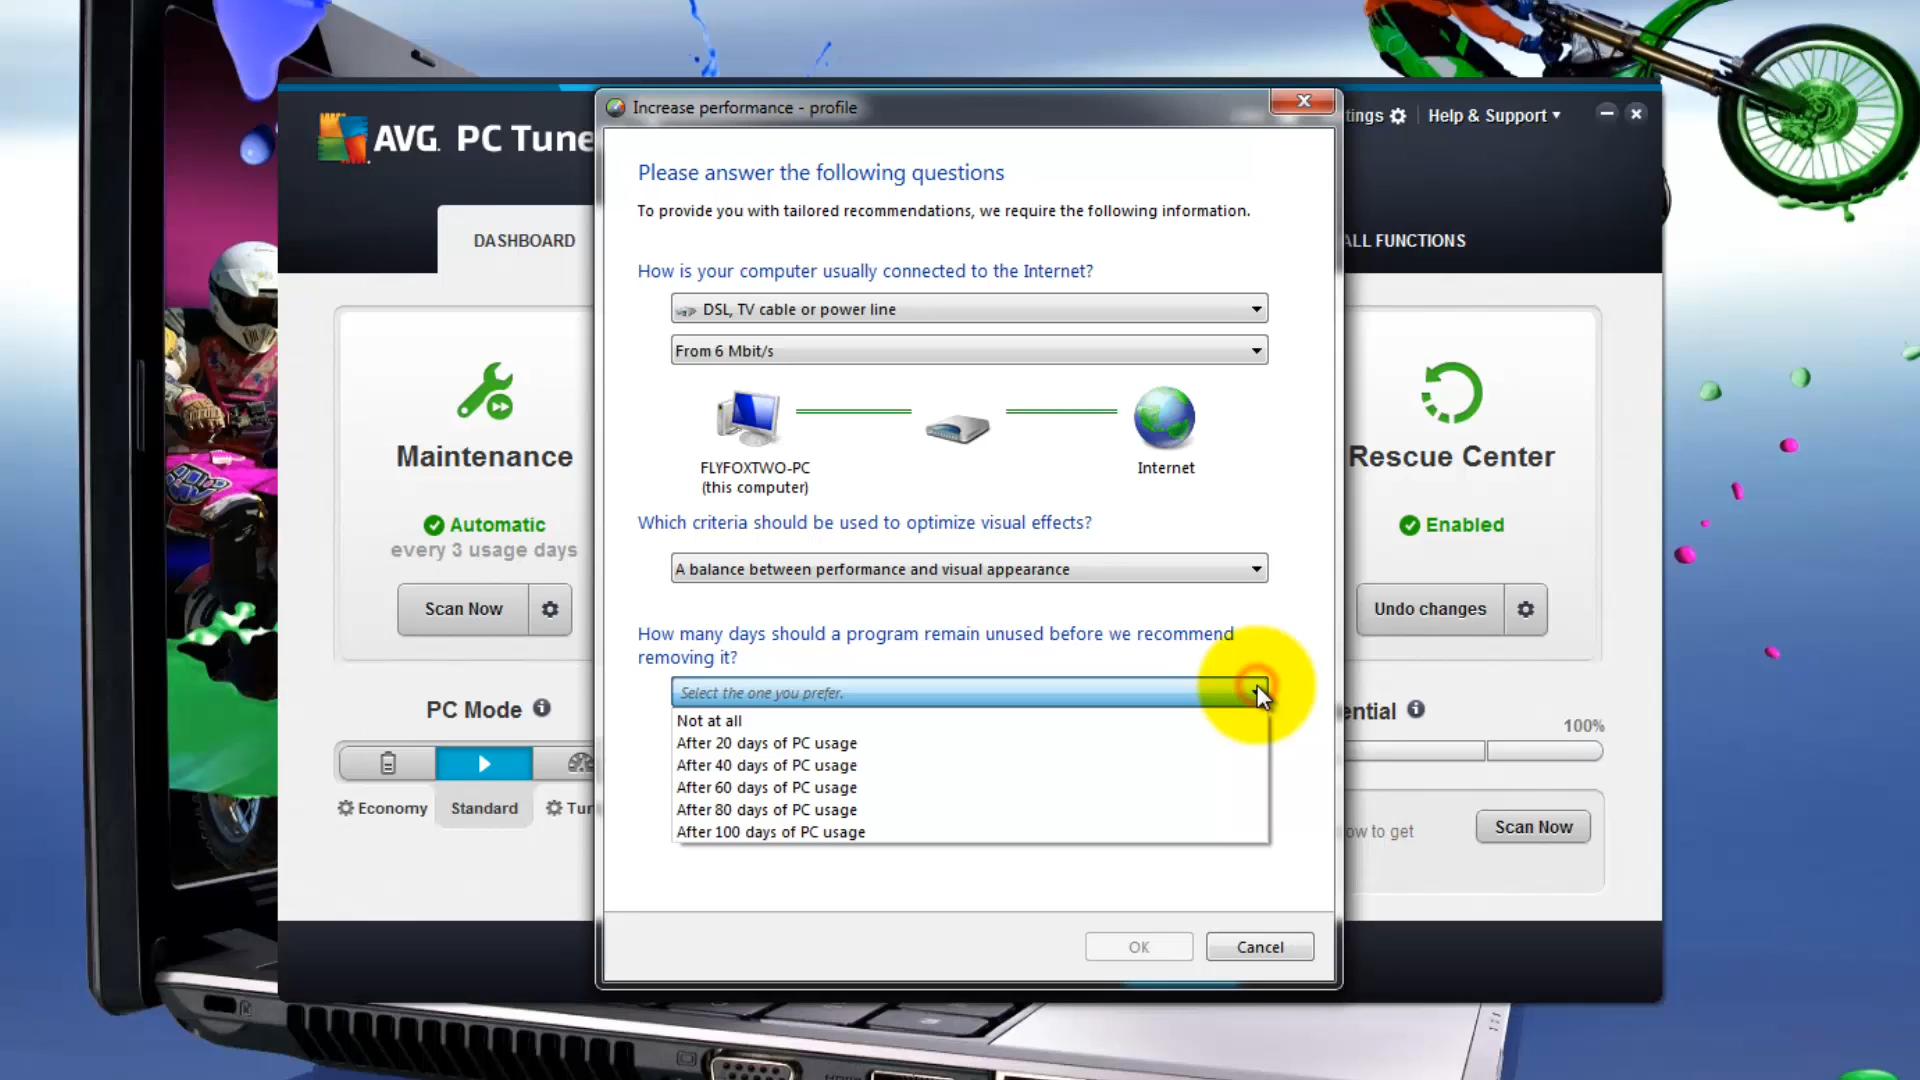 Increase performance - profile
AVG. PC Tune
tings
Help & Support
DASHBOARD
ALL FUNCTIONS
Please answer the following questions
To provide you with tailored recommendations, we require the following information.
How is your computer usually connected to the Internet?
DSL, TV cable or power line
From 6 Mbit/s
FLYFOXTWO-PC
(this computer)
Internet
Which criteria should be used to optimize visual effects?
A balance between performance and visual appearance
How many days should a program remain unused before we recommend
removing it?
Select the one you prefer.
Not at all
After 20 days of PC usage
After 40 days of PC usage
After 60 days of PC usage
After 80 days of PC usage
After 100 days of PC usage
OK
Cancel
Maintenance
Automatic
every 3 usage days
Scan Now
PC Mode
Economy
Standard
Tur
Rescue Center
Enabled
Undo changes
ential
100%
ow to get
Scan Now